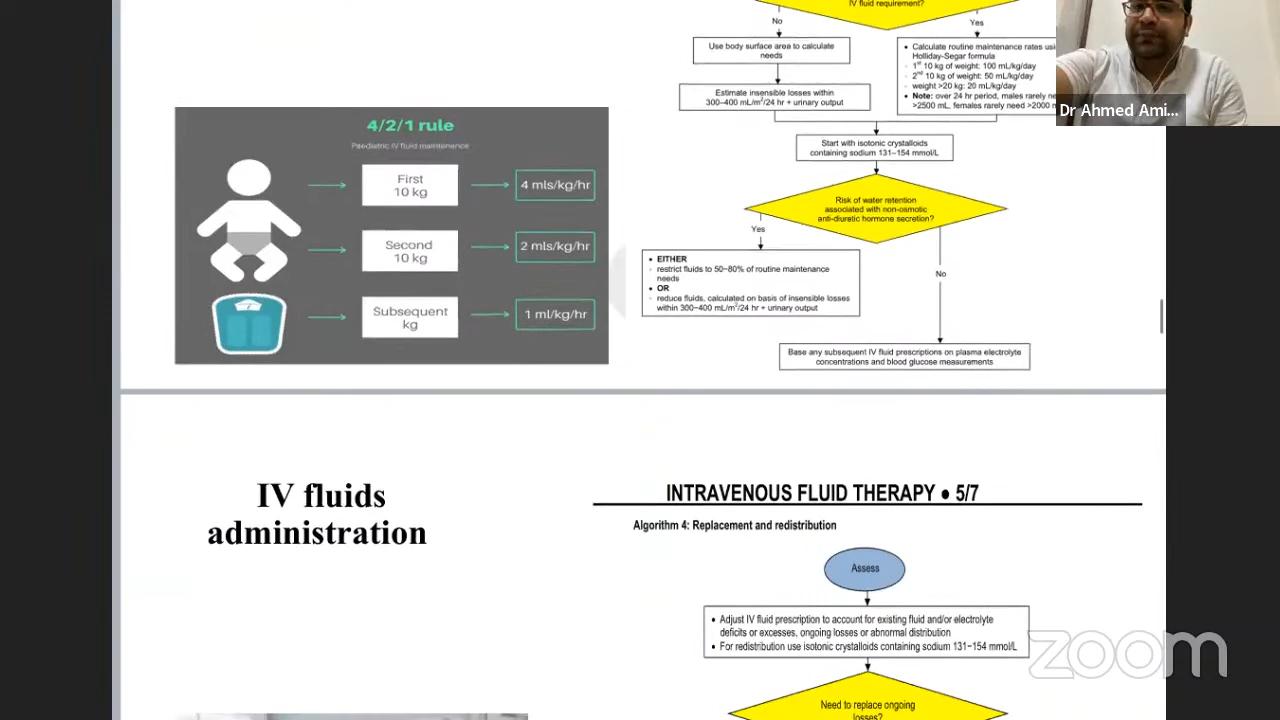 IV fluid requirement?
No
Yes
Use body surface area to calculate
needs
Estimate insensible losses within
300–400 mL/m²/24 hr + urinary output
• Calculate routine maintenance rates
Holliday-Segar formula
1st 10 kg of weight: 100 mL/kg/day
2nd 10 kg of weight: 50 mL/kg/day
weight >20 kg: 20 mL/kg/day
• Note: over 24 hr period, males rarely
>2500 mL, females rarely need >2000
Dr Ahmed Ami...
Start with isotonic crystalloids
containing sodium 131–154 mmol/L
Risk of water retention
associated with non-osmotic
anti-diuretic hormone secretion?
Yes
No
• EITHER
restrict fluids to 50–80% of routine maintenance
needs
• OR
reduce fluids, calculated on basis of insensible losses
within 300–400 mL/m²/24 hr + urinary output
Base any subsequent IV fluid prescriptions on plasma electrolyte
concentrations and blood glucose measurements
4/2/1 rule
Paediatric IV fluid maintenence
First
10 kg
4 mls/kg/hr
Second
10 kg
2 mls/kg/hr
Subsequent
kg
1 ml/kg/hr
IV fluids
administration
INTRAVENOUS FLUID THERAPY • 5/7
Algorithm 4: Replacement and redistribution
Assess
• Adjust IV fluid prescription to account for existing fluid and/or electrolyte
deficits or excesses, ongoing losses or abnormal distribution
• For redistribution use isotonic crystalloids containing sodium 131–154 mmol/L
Need to replace ongoing
losses?
zoom